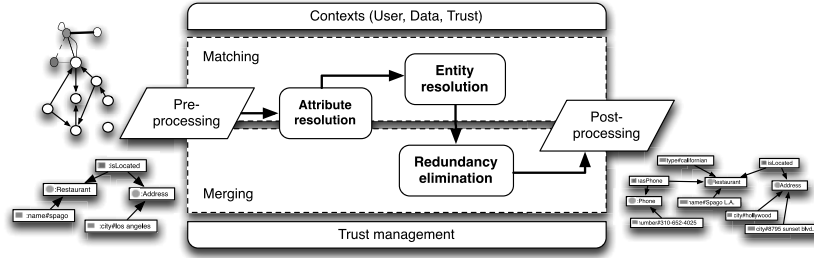 Contexts (User, Data, Trust)
Matching
Pre-
processing
Attribute
resolution
Entity
resolution
Redundancy
elimination
Post-
processing
Merging
Trust management
:isLocated
:Restaurant
:Address
:name#spago
:city#los angeles
type#californian
isLocated
hasPhone
Restaurant
Address
:Phone
name#Spago L.A.
city#hollywood
number#310-652-4025
city#8795 sunset blvd.